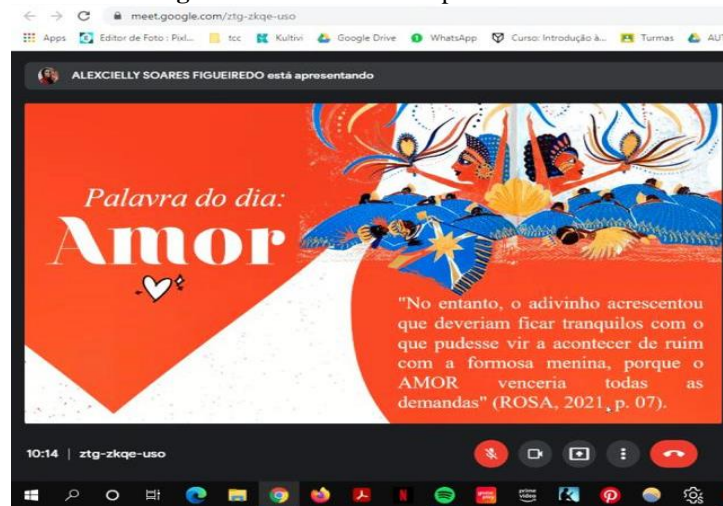 meet.google.com/ztg-zkqe-uso
Apps Editor de Foto : Pixl... tcc Kultivi Google Drive WhatsApp Curso: Introdução à... Turmas
ALEXCIELLY SOARES FIGUEIREDO está apresentando
Palavra do dia:
Amor
"No entanto, o adivinho acrescentou
que deveriam ficar tranquilos com o
que pudesse vir a acontecer de ruim
com a formosa menina, porque o
AMOR venceria todas as
demandas" (ROSA, 2021, p. 07).
10:14 | ztg-zkqe-uso